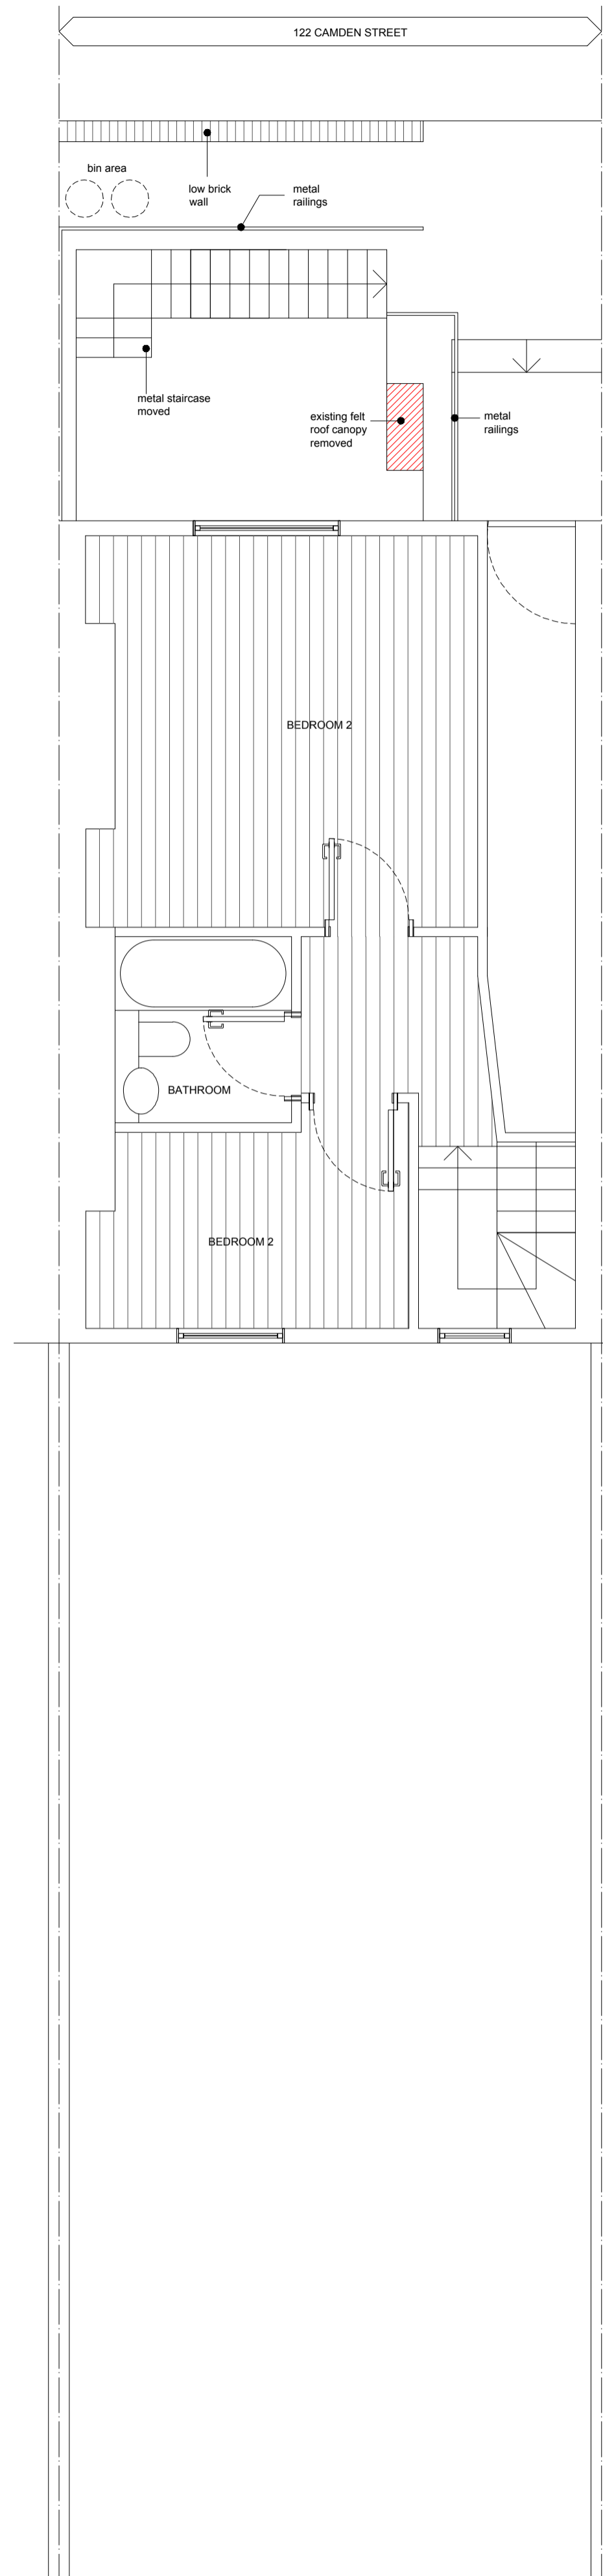 122 CAMDEN STREET
bin area
low brick
wall
metal
railings
metal staircase
moved
existing felt
roof canopy
removed
metal
railings
BEDROOM 2
BATHROOM
BEDROOM 2